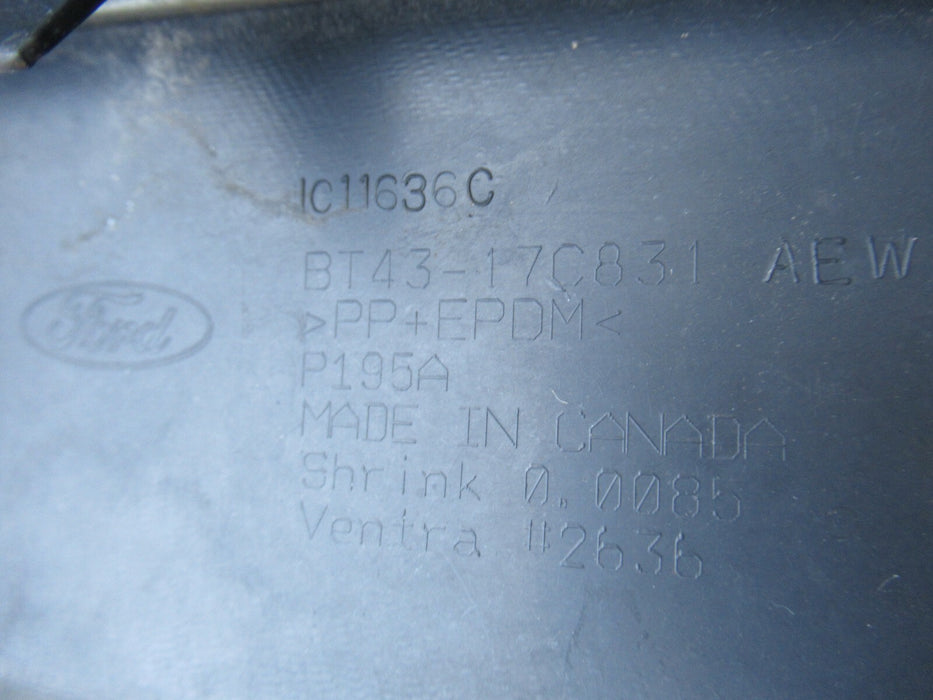 IC11636C
BT43-17C831 AEW
Ford
>PP+EPDM<
P195A
MADE IN CANADA
Shrink 0.0085
Ventra #2636